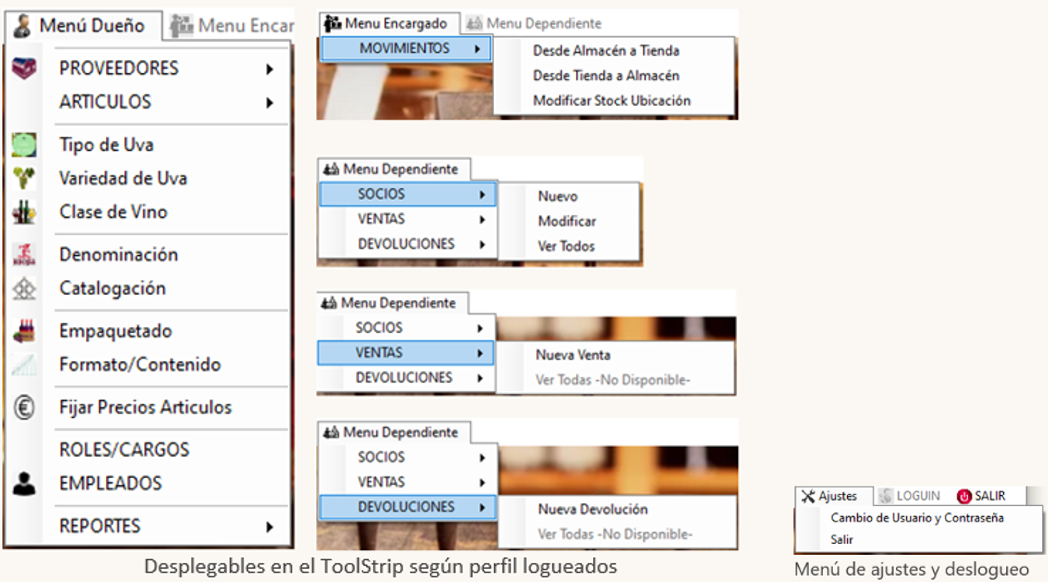 Menú Dueño
Menu Encar
PROVEEDORES
ARTICULOS
Tipo de Uva
Variedad de Uva
Clase de Vino
Denominación
Catalogación
Empaquetado
Formato/Contenido
Fijar Precios Articulos
ROLES/CARGOS
EMPLEADOS
REPORTES
Menu Encargado
Menu Dependiente
MOVIMIENTOS
Desde Almacén a Tienda
Desde Tienda a Almacén
Modificar Stock Ubicación
Menu Dependiente
SOCIOS
VENTAS
DEVOLUCIONES
Nuevo
Modificar
Ver Todos
Menu Dependiente
SOCIOS
VENTAS
DEVOLUCIONES
Nueva Venta
Ver Todas -No Disponible-
Menu Dependiente
SOCIOS
VENTAS
DEVOLUCIONES
Nueva Devolución
Ver Todas -No Disponible-
Desplegables en el ToolStrip según perfil logueados
Ajustes
LOGUIN
SALIR
Cambio de Usuario y Contraseña
Salir
Menú de ajustes y deslogueo